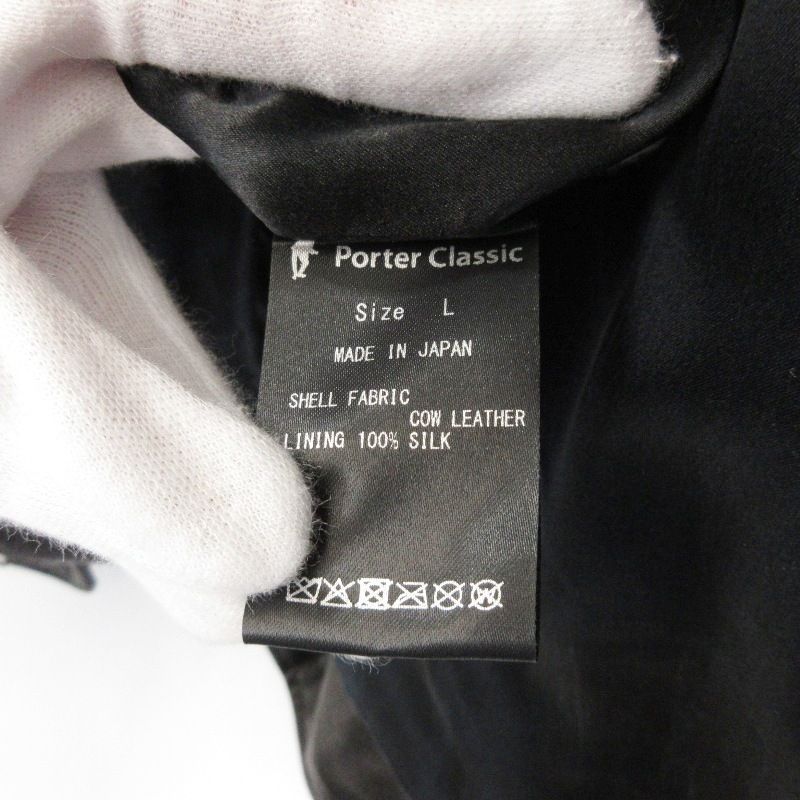 Porter Classic
Size L
MADE IN JAPAN
SHELL FABRIC
COW LEATHER
LINING 100% SILK
W